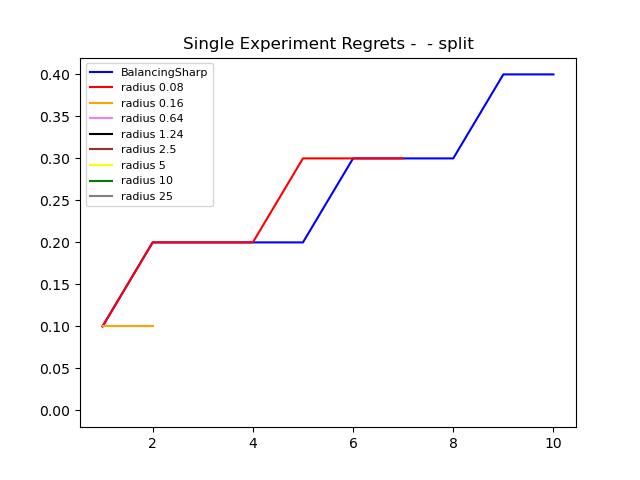 Single Experiment Regrets -  - split
0.40
0.35
0.30
0.25
0.20
0.15
0.10
0.05
0.00
BalancingSharp
radius 0.08
radius 0.16
radius 0.64
radius 1.24
radius 2.5
radius 5
radius 10
radius 25
2 4 6 8 10